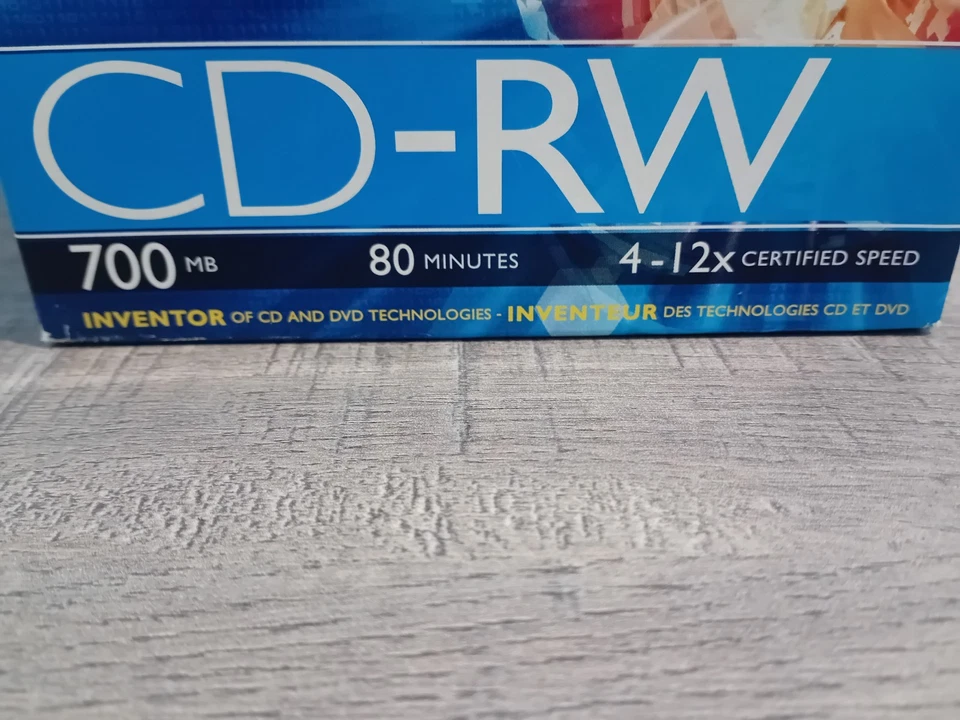 CD-RW
700 MB 80 MINUTES 4-12x CERTIFIED SPEED
INVENTOR OF CD AND DVD TECHNOLOGIES - INVENTEUR DES TECHNOLOGIES CD ET DVD